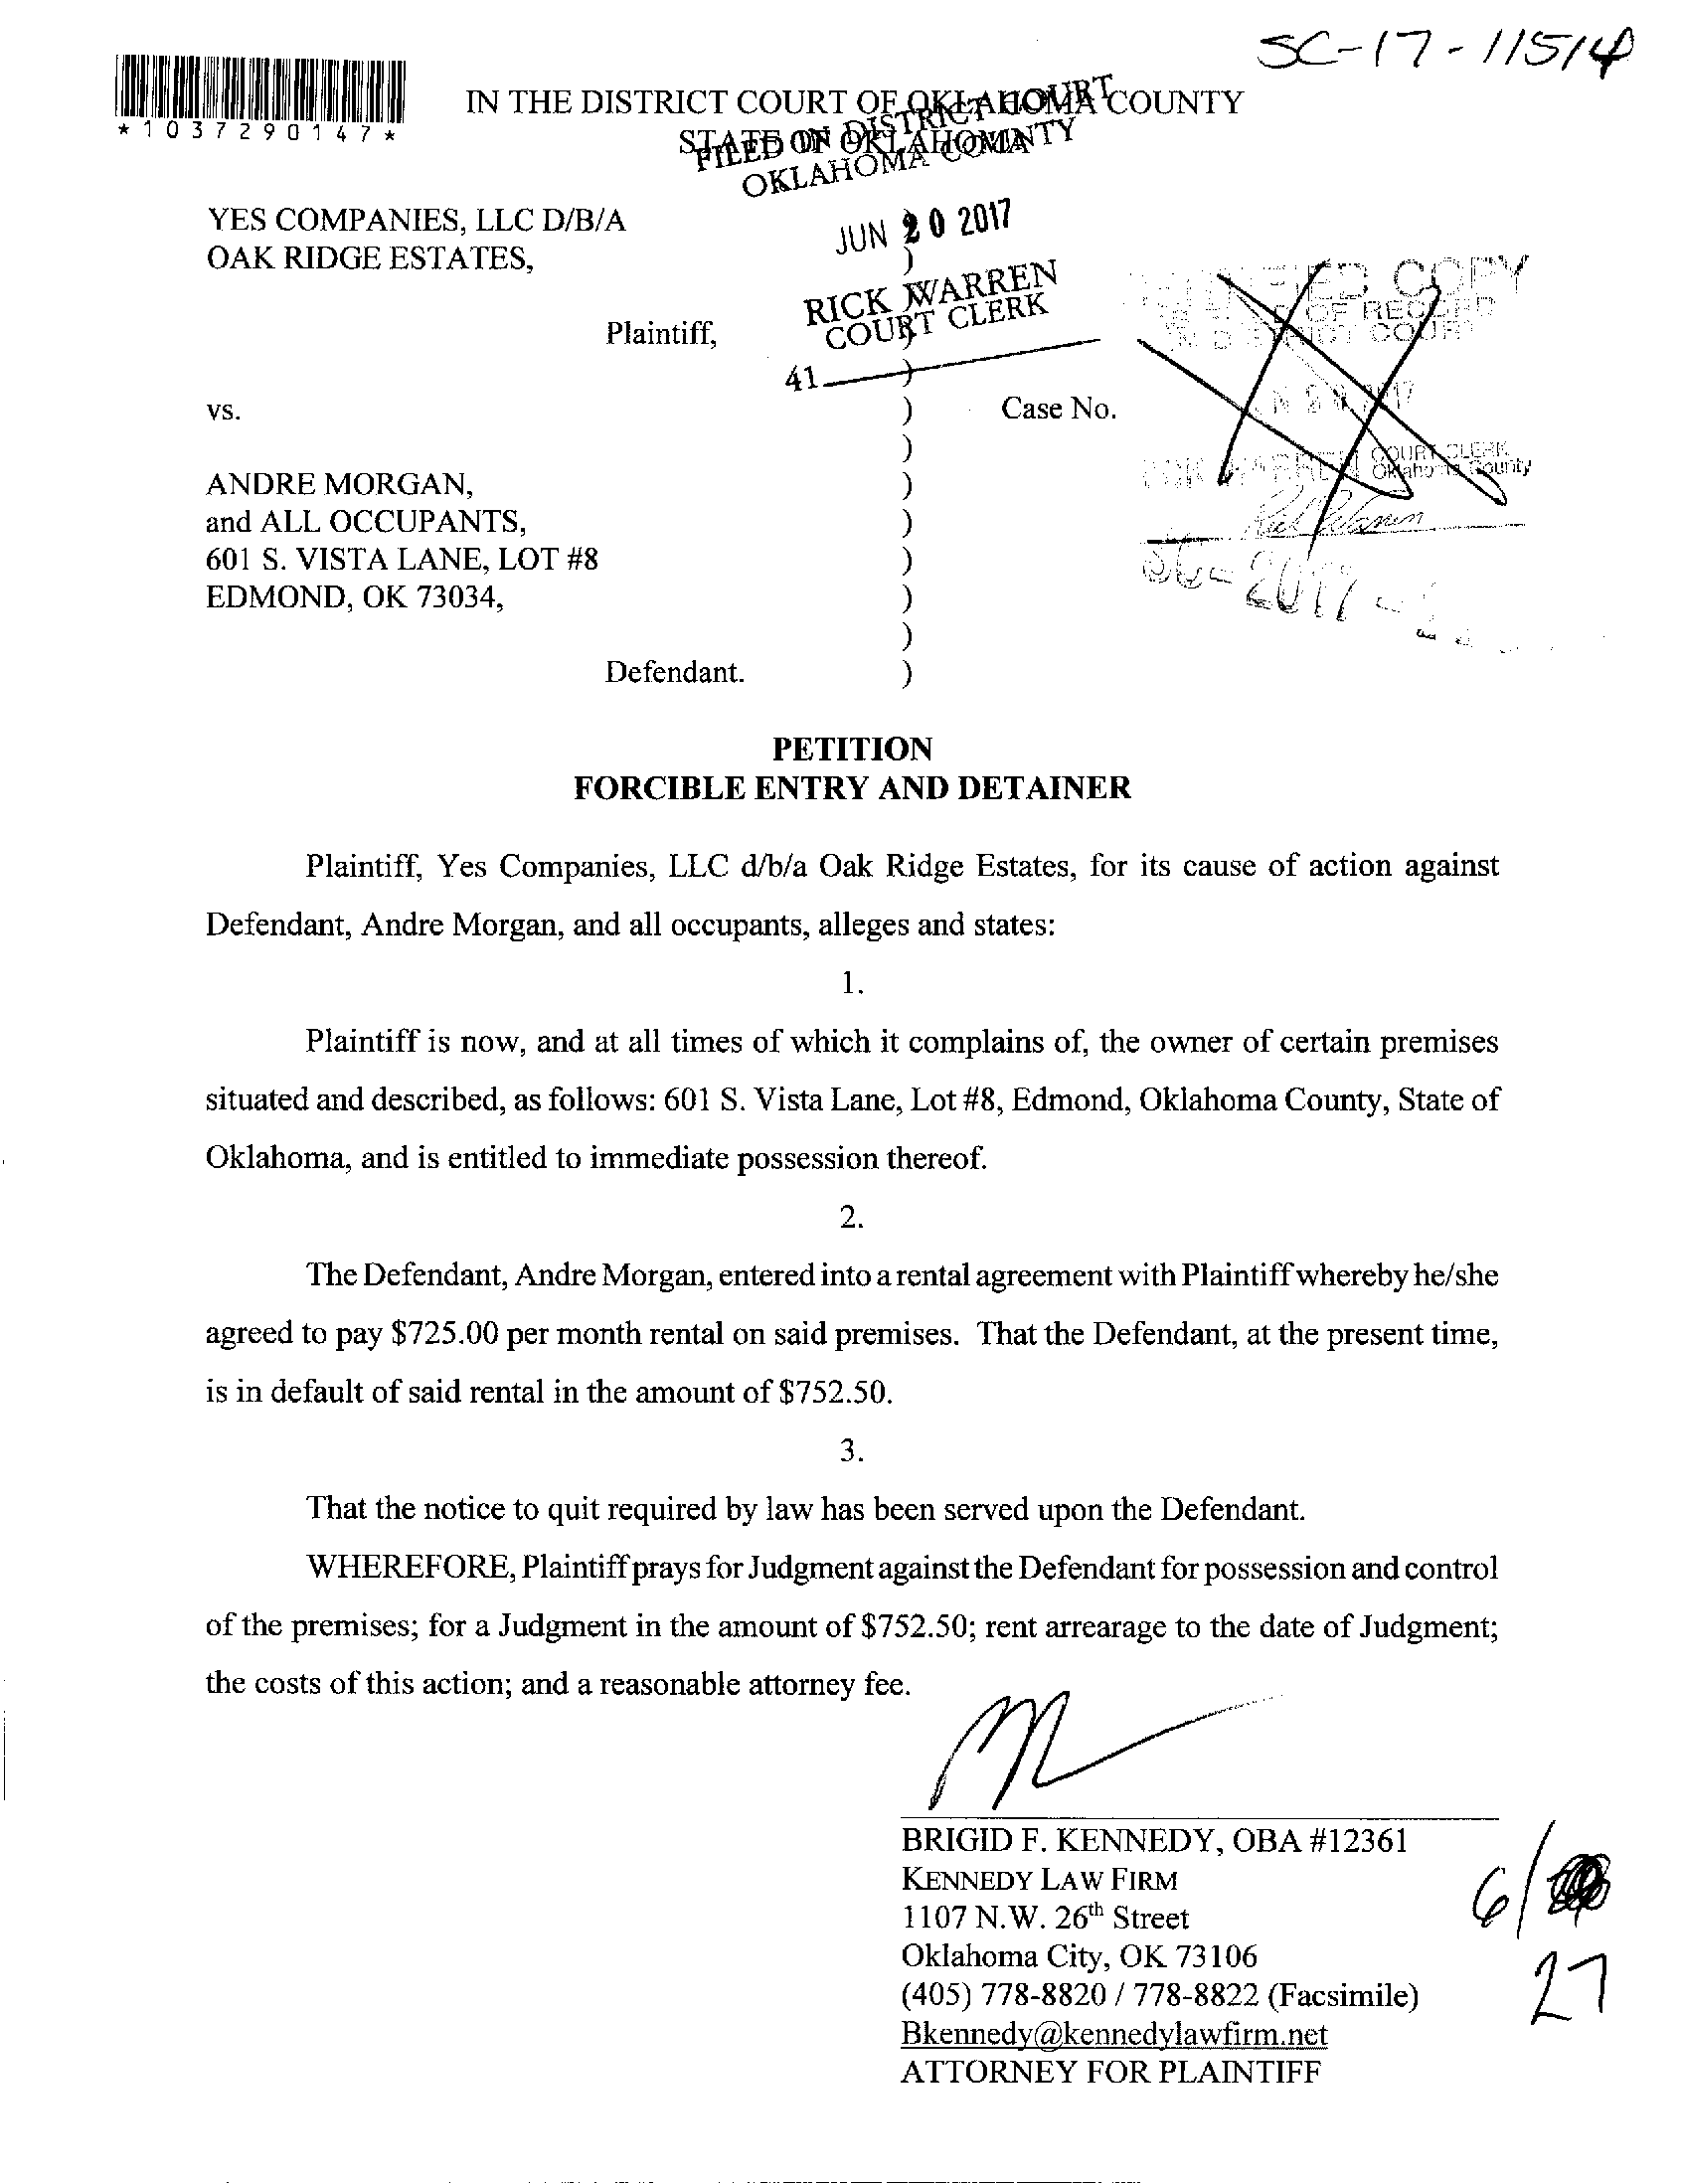 SC-17-11514
*1037290147*
IN THE DISTRICT COURT OF OKLAHOMA COUNTY
STATE OF OKLAHOMA
FILED IN DISTRICT COURT
OKLAHOMA COUNTY
JUN 20 2017
RICK WARREN
COURT CLERK
41
YES COMPANIES, LLC D/B/A
OAK RIDGE ESTATES,
Plaintiff,
vs.
Case No.
ANDRE MORGAN,
and ALL OCCUPANTS,
601 S. VISTA LANE, LOT #8
EDMOND, OK 73034,
Defendant.
COPY
OF RECORD
COURT
COURT CLERK
Oklahoma County
PETITION
FORCIBLE ENTRY AND DETAINER
Plaintiff, Yes Companies, LLC d/b/a Oak Ridge Estates, for its cause of action against
Defendant, Andre Morgan, and all occupants, alleges and states:
1.
Plaintiff is now, and at all times of which it complains of, the owner of certain premises
situated and described, as follows: 601 S. Vista Lane, Lot #8, Edmond, Oklahoma County, State of
Oklahoma, and is entitled to immediate possession thereof.
2.
The Defendant, Andre Morgan, entered into a rental agreement with Plaintiff whereby he/she
agreed to pay $725.00 per month rental on said premises. That the Defendant, at the present time,
is in default of said rental in the amount of $752.50.
3.
That the notice to quit required by law has been served upon the Defendant.
WHEREFORE, Plaintiff prays for Judgment against the Defendant for possession and control
of the premises; for a Judgment in the amount of $752.50; rent arrearage to the date of Judgment;
the costs of this action; and a reasonable attorney fee.
BRIGID F. KENNEDY, OBA #12361
KENNEDY LAW FIRM
1107 N.W. 26th Street
Oklahoma City, OK 73106
(405) 778-8820 / 778-8822 (Facsimile)
Bkennedy@kennedylawfirm.net
ATTORNEY FOR PLAINTIFF
6/
27